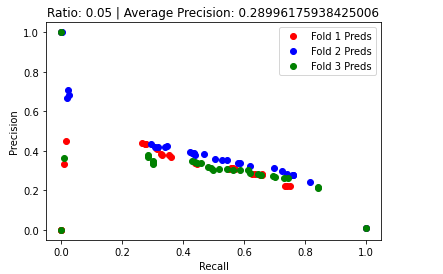 Ratio: 0.05 | Average Precision: 0.28996175938425006
Fold 1 Preds
Fold 2 Preds
Fold 3 Preds
1.0
0.8
0.6
0.4
0.2
0.0
Precision
0.0 0.2 0.4 0.6 0.8 1.0
Recall